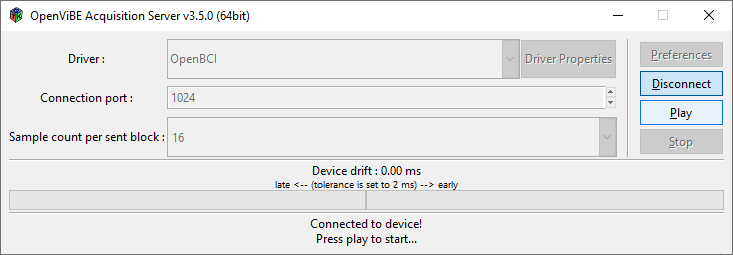 OpenViBE Acquisition Server v3.5.0 (64bit)
Driver : OpenBCI Driver Properties Preferences
Disconnect
Connection port : 1024
Play
Sample count per sent block : 16 Stop
Device drift : 0.00 ms
late <-- (tolerance is set to 2 ms) --> early
Connected to device!
Press play to start...